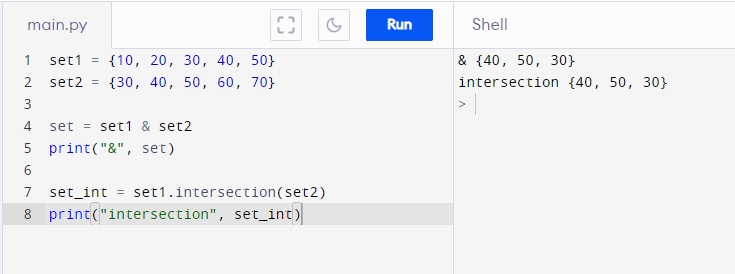 main.py
Run
Shell
1 set1 = {10, 20, 30, 40, 50}
2 set2 = {30, 40, 50, 60, 70}
3
4 set = set1 & set2
5 print("&", set)
6
7 set_int = set1.intersection(set2)
8 print("intersection", set_int)
& {40, 50, 30}
intersection {40, 50, 30}
>